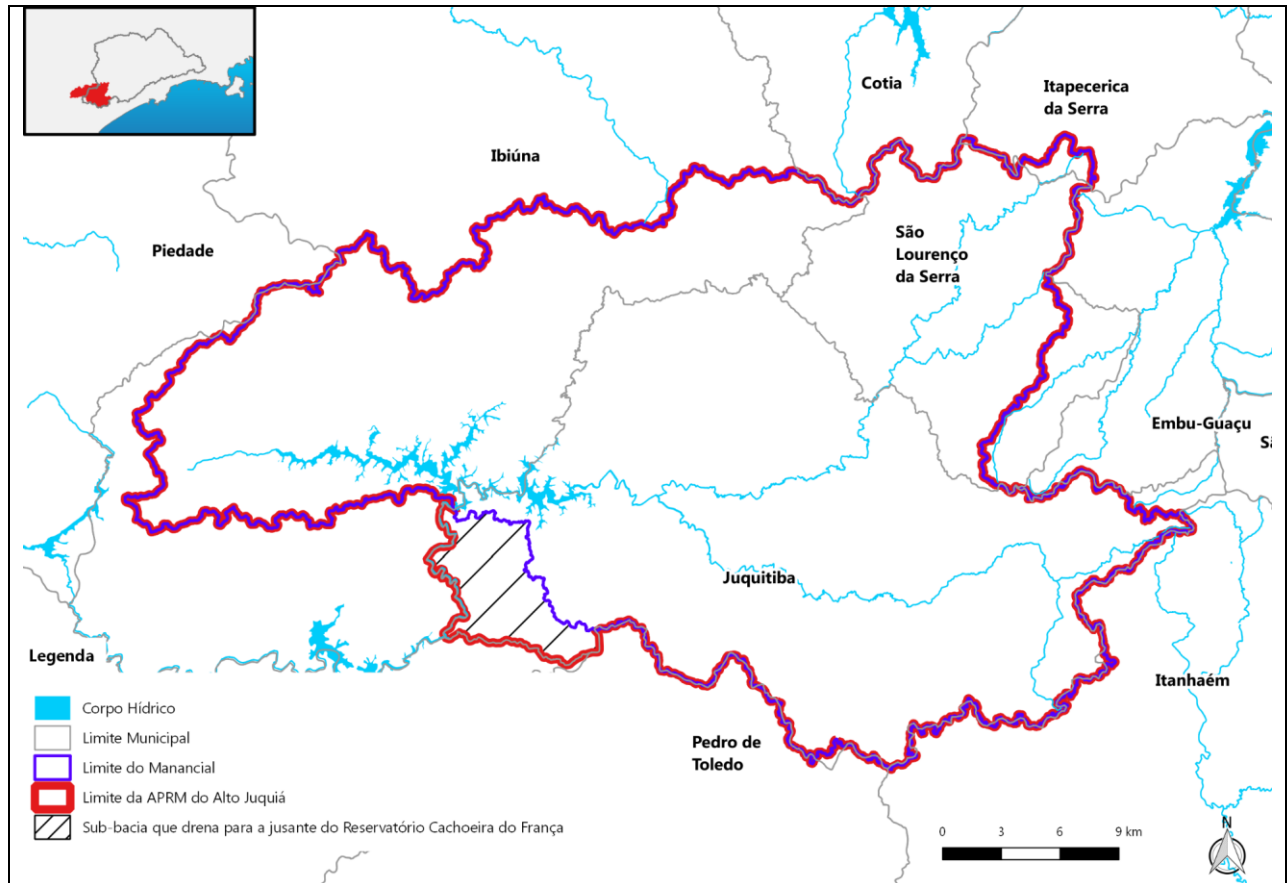 Cotia
Itapecerica
da Serra
Ibiúna
Piedade
São
Lourenço
da Serra
Embu-Guaçu
Juquitiba
Itanhaém
Pedro de
Toledo
Legenda
Corpo Hídrico
Limite Municipal
Limite do Manancial
Limite da APRM do Alto Juquiá
Sub-bacia que drena para a jusante do Reservatório Cachoeira do França
0 3 6 9 km
N